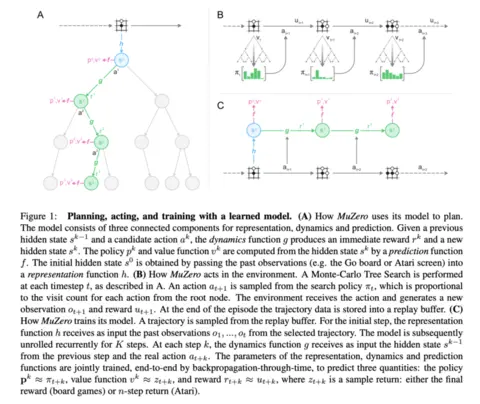 A
B
C
Figure 1: Planning, acting, and training with a learned model. (A) How MuZero uses its model to plan.
The model consists of three connected components for representation, dynamics and prediction. Given a previous
hidden state s^{k−1} and a candidate action a^k, the dynamics function g produces an immediate reward r^k and a new
hidden state s^k. The policy p^k and value function v^k are computed from the hidden state s^k by a prediction function
f. The initial hidden state s^0 is obtained by passing the past observations (e.g. the Go board or Atari screen) into
a representation function h. (B) How MuZero acts in the environment. A Monte-Carlo Tree Search is performed
at each timestep t, as described in A. An action a_{t+1} is sampled from the search policy π_t, which is proportional
to the visit count for each action from the root node. The environment receives the action and generates a new
observation o_{t+1} and reward u_{t+1}. At the end of the episode the trajectory data is stored into a replay buffer. (C)
How MuZero trains its model. A trajectory is sampled from the replay buffer. For the initial step, the representation
function h receives as input the past observations o_1, ..., o_t from the selected trajectory. The model is subsequently
unrolled recurrently for K steps. At each step k, the dynamics function g receives as input the hidden state s^{k−1}
from the previous step and the real action a_{t+k}. The parameters of the representation, dynamics and prediction
functions are jointly trained, end-to-end by backpropagation-through-time, to predict three quantities: the policy
p^k ≈ π_{t+k}, value function v^k ≈ z_{t+k}, and reward r_{t+k} ≈ u_{t+k}, where z_{t+k} is a sample return: either the final
reward (board games) or n-step return (Atari).